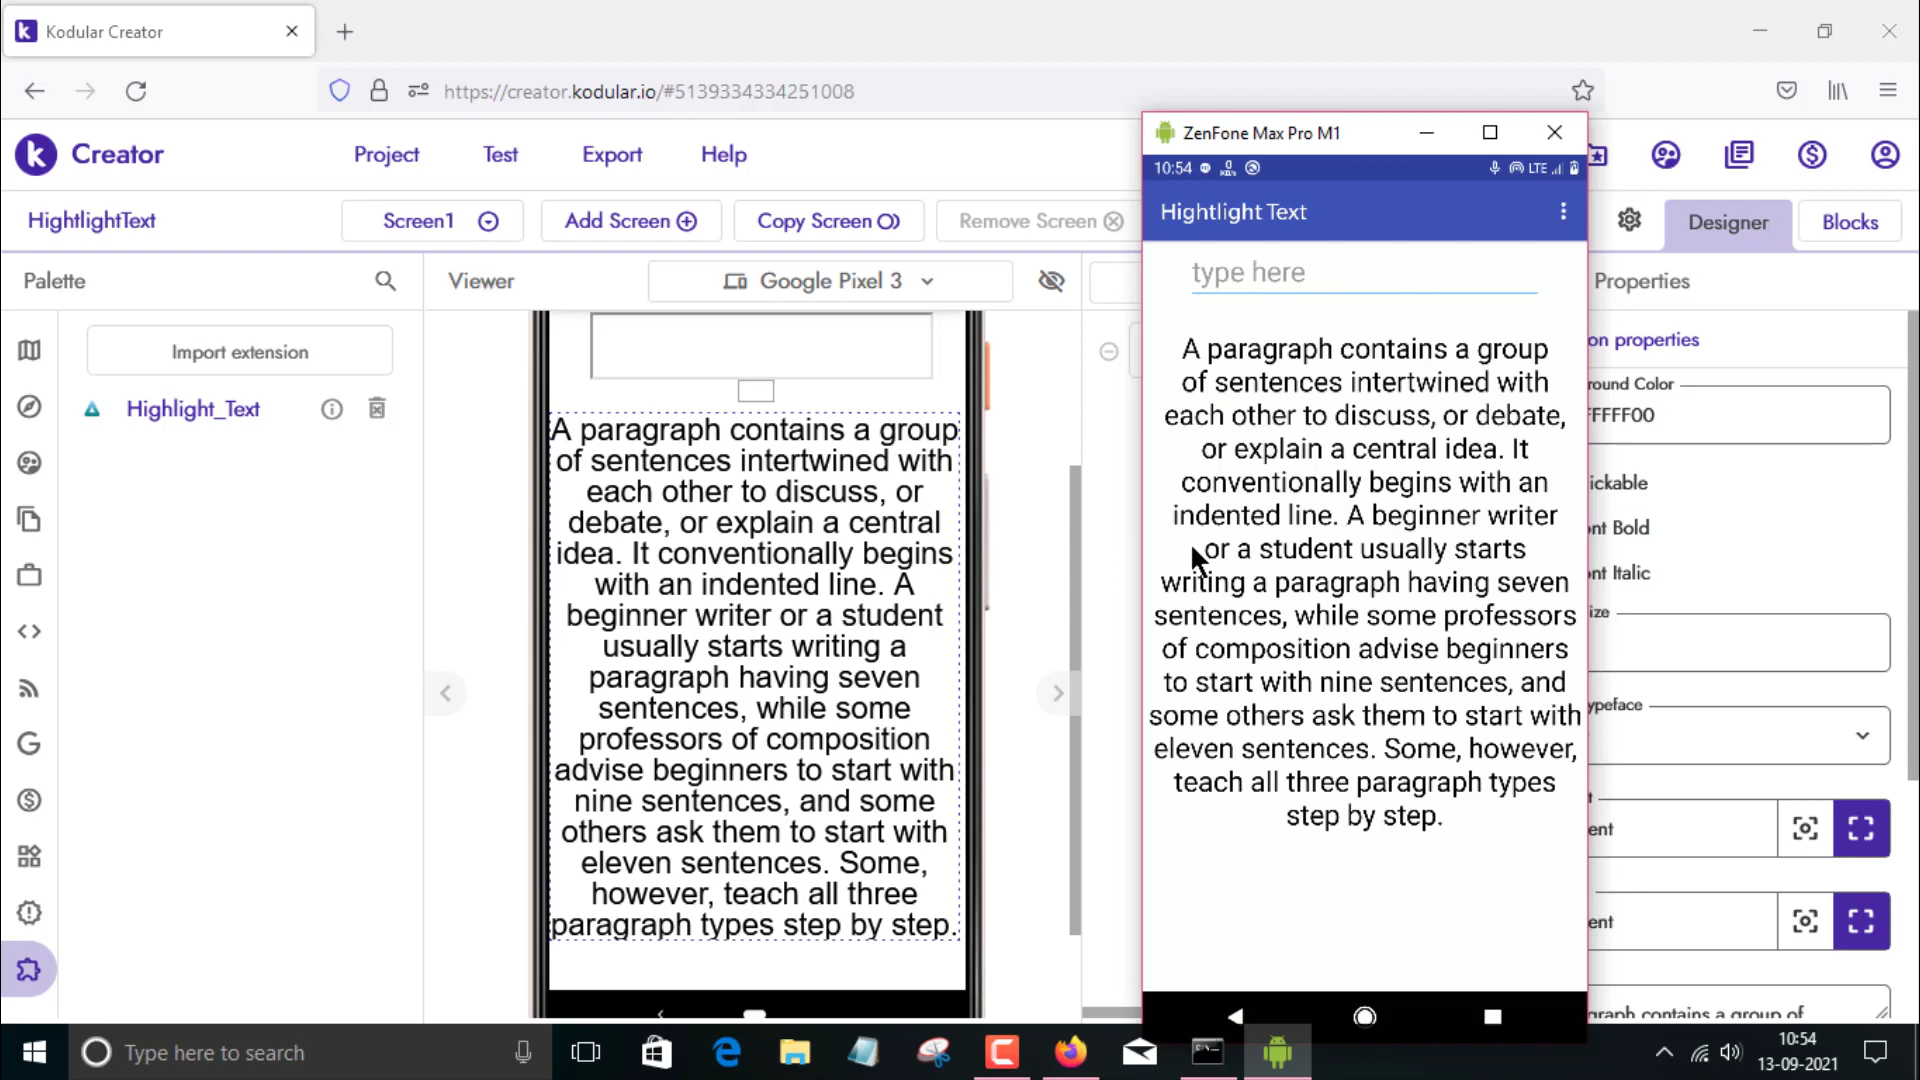 Kodular Creator
https://creator.kodular.io/#5139334334251008
Creator
Project
Test
Export
Help
HightlightText
Screen1
Add Screen
Copy Screen
Remove Screen
Designer
Blocks
Palette
Viewer
Google Pixel 3
Properties
Import extension
Highlight_Text
A paragraph contains a group
of sentences intertwined with
each other to discuss, or
debate, or explain a central
idea. It conventionally begins
with an indented line. A
beginner writer or a student
usually starts writing a
paragraph having seven
sentences, while some
professors of composition
advise beginners to start with
nine sentences, and some
others ask them to start with
eleven sentences. Some,
however, teach all three
paragraph types step by step.
ZenFone Max Pro M1
10:54
LTE
Hightlight Text
type here
A paragraph contains a group
of sentences intertwined with
each other to discuss, or debate,
or explain a central idea. It
conventionally begins with an
indented line. A beginner writer
or a student usually starts
writing a paragraph having seven
sentences, while some professors
of composition advise beginners
to start with nine sentences, and
some others ask them to start with
eleven sentences. Some, however,
teach all three paragraph types
step by step.
on properties
round Color
FFFF00
ickable
nt Bold
nt Italic
ize
ypeface
ent
ent
graph contains a group of
Type here to search
10:54
13-09-2021